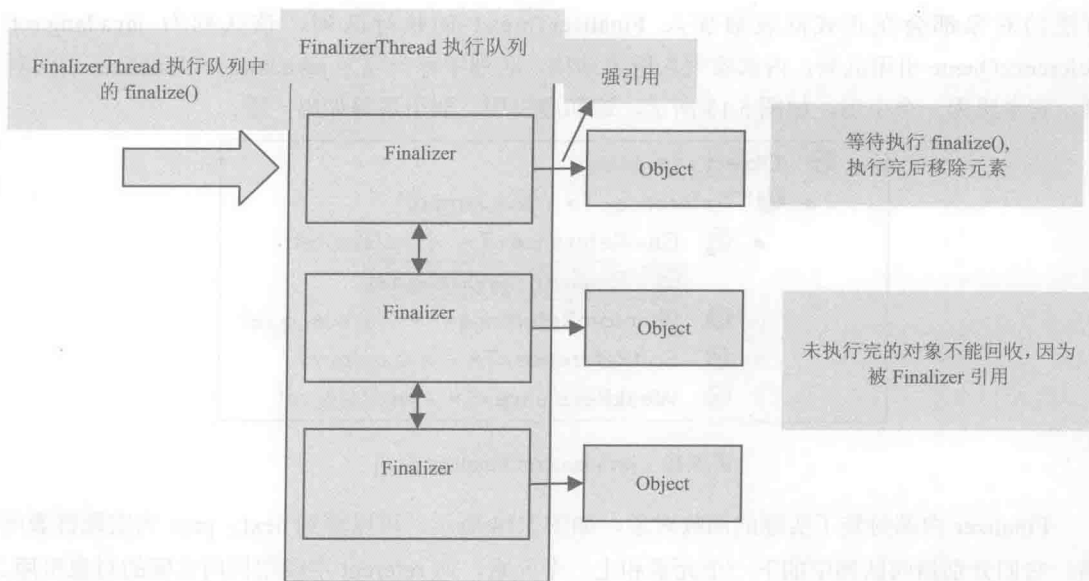 FinalizerThread 执行队列中
的 finalize()
FinalizerThread 执行队列
强引用
Finalizer
Object
等待执行 finalize(),
执行完后移除元素
Finalizer
Object
未执行完的对象不能回收，因为
被 Finalizer 引用
Finalizer
Object